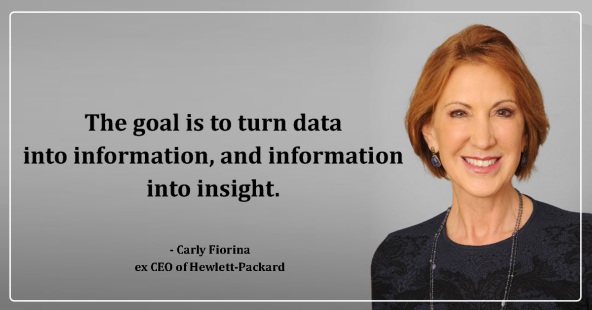 The goal is to turn data
into information, and information
into insight.
- Carly Fiorina
ex CEO of Hewlett-Packard